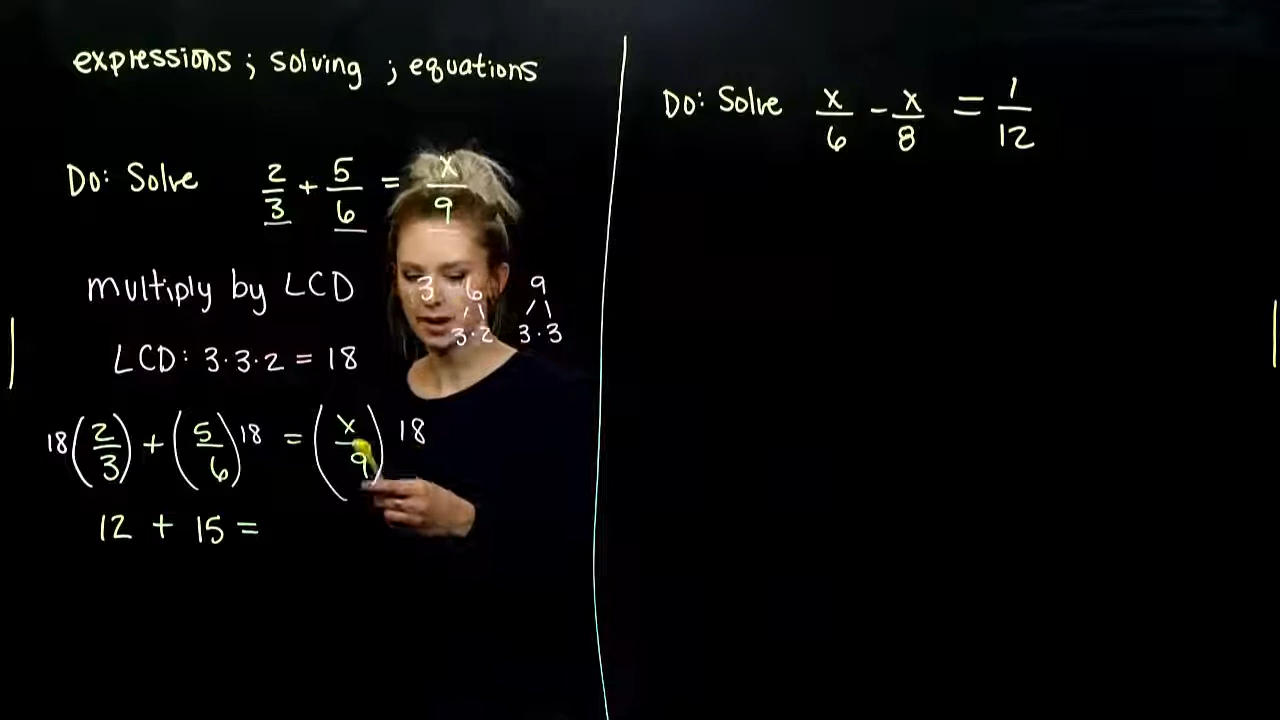 expressions ; solving ; equations
Do: Solve 2/3 + 5/6 = x/9
multiply by LCD
3 6 9
3·2 3·3
LCD: 3·3·2 = 18
18(2/3) + (5/6)18 = (x/9)18
12 + 15 =
Do: Solve x/6 - x/8 = 1/12